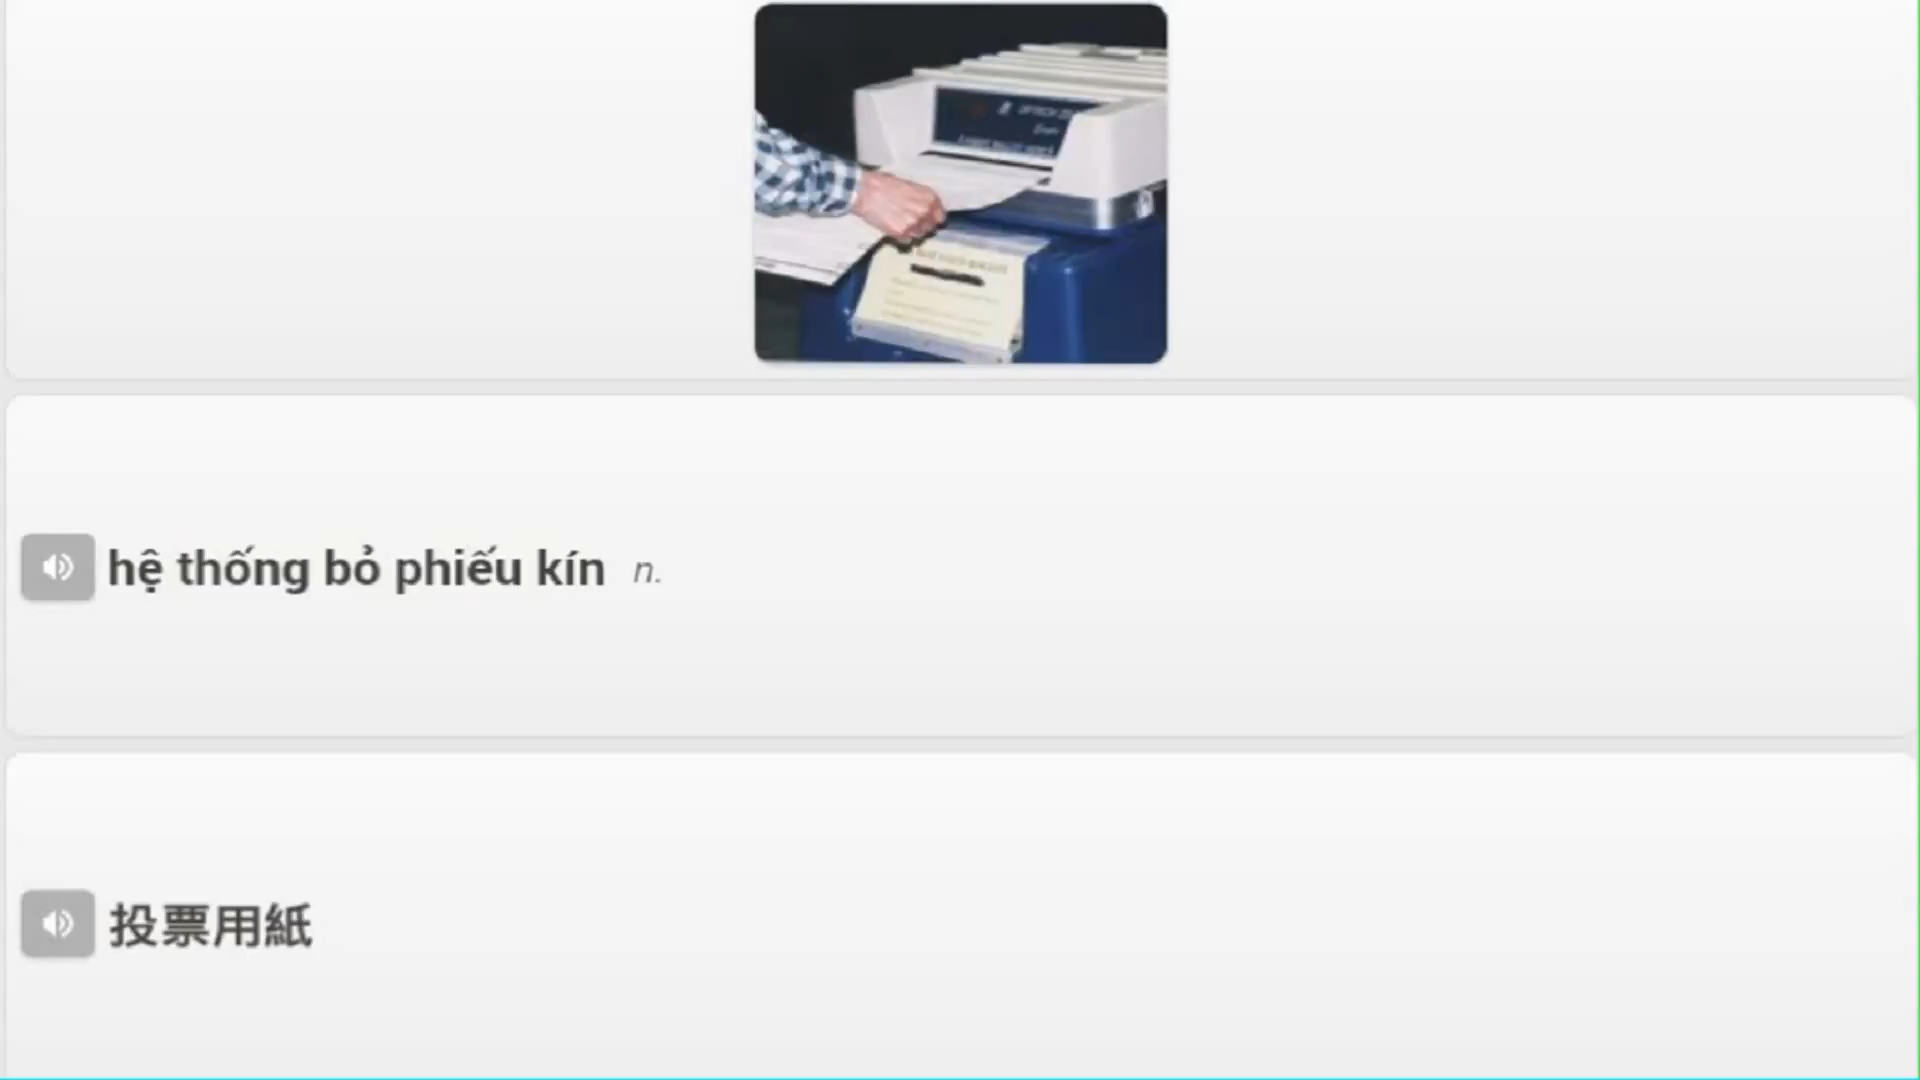 hệ thống bỏ phiếu kín n.
投票用紙